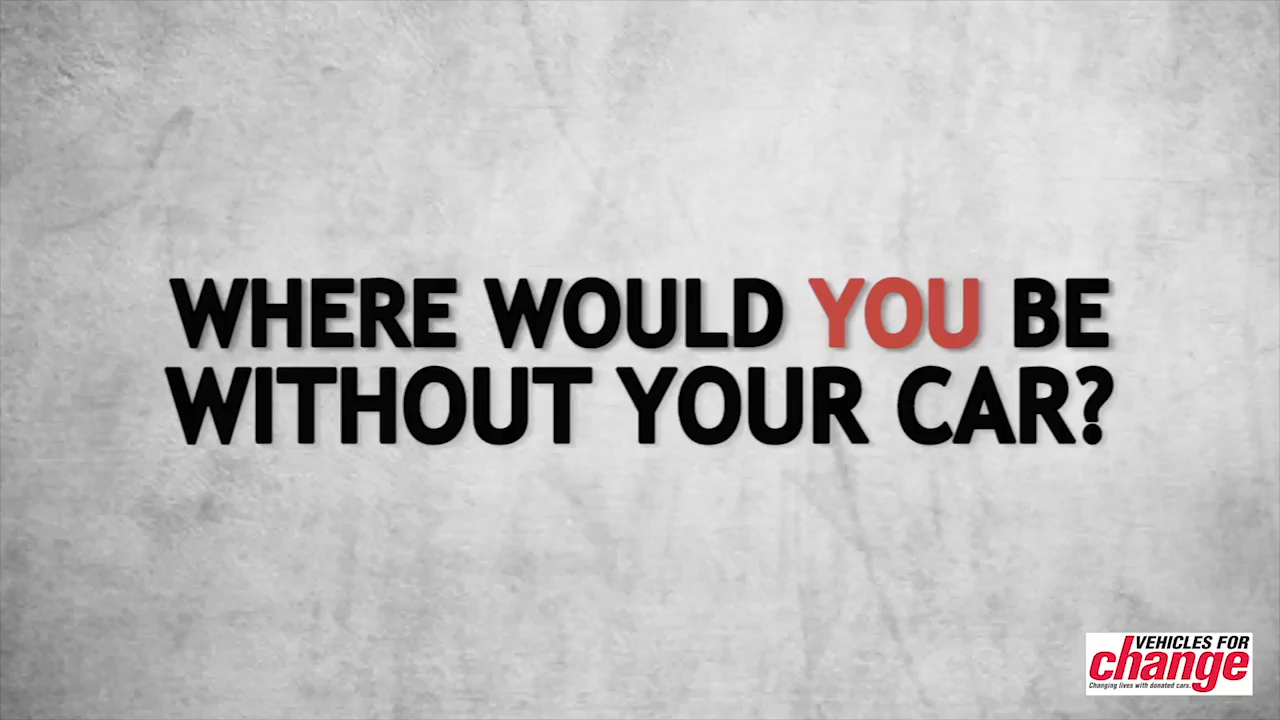 WHERE WOULD YOU BE
WITHOUT YOUR CAR?
VEHICLES FOR
change
Changing lives with donated cars.